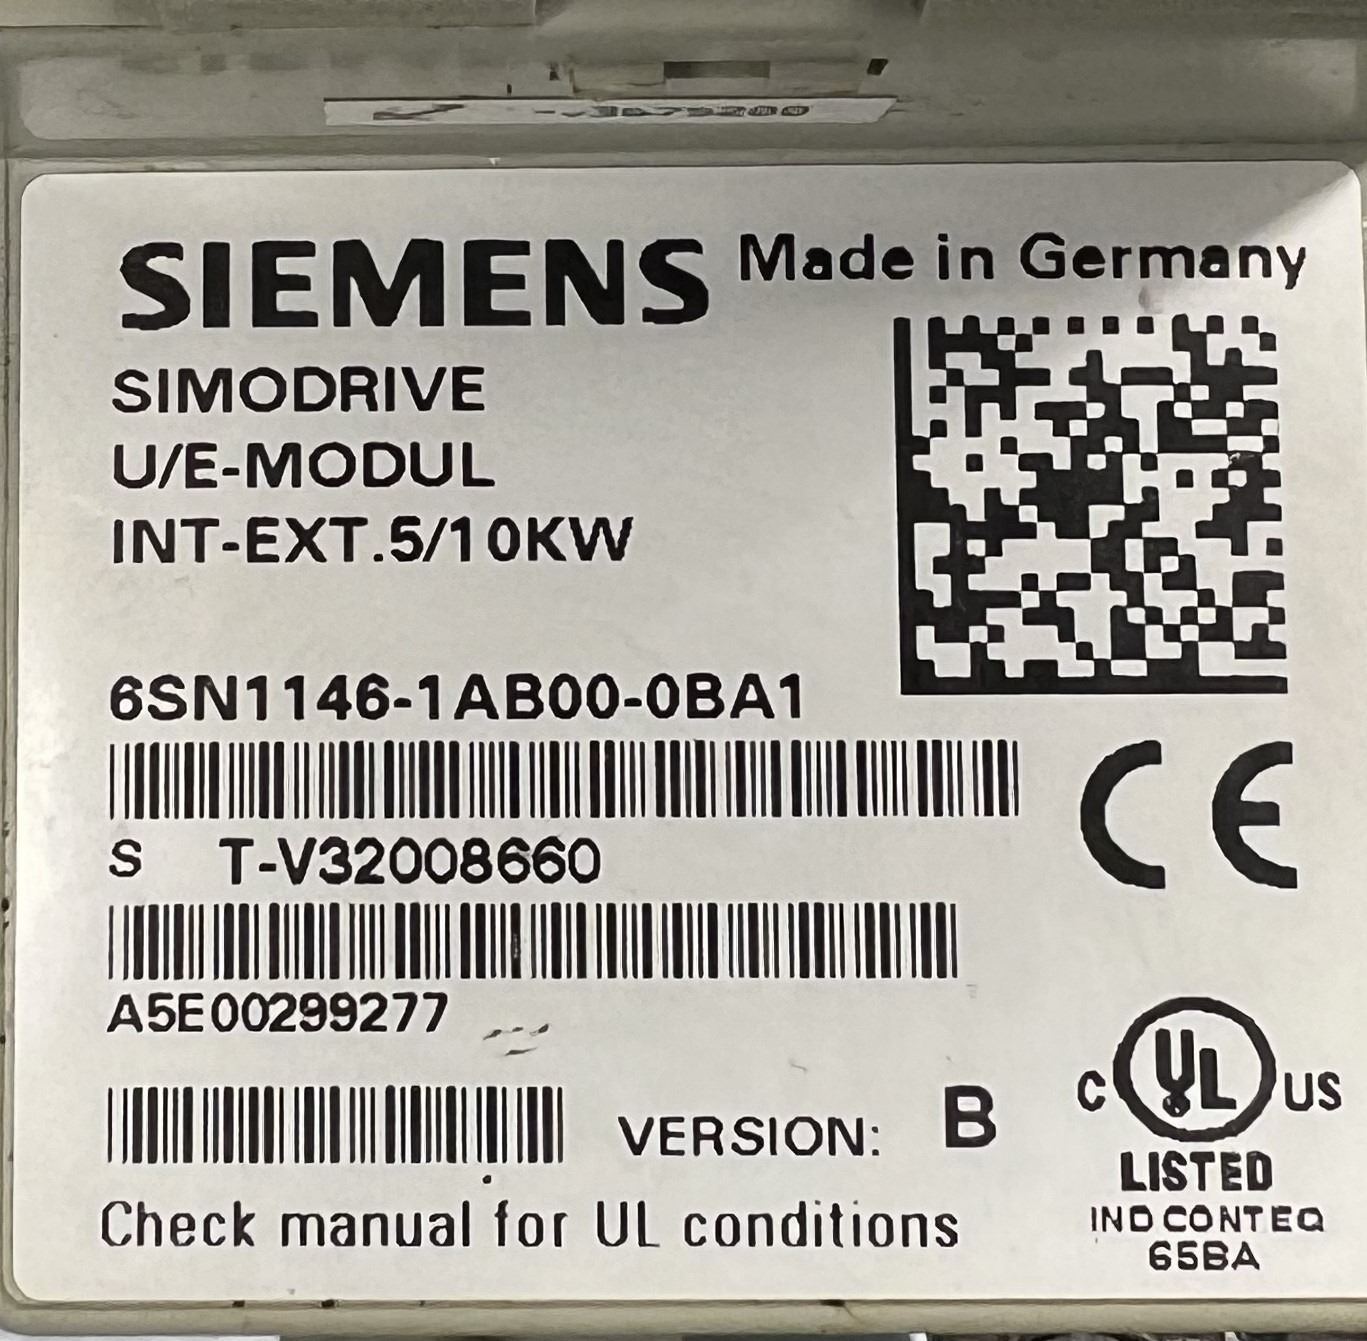 SIEMENS Made in Germany
SIMODRIVE
U/E-MODUL
INT-EXT.5/10KW
6SN1146-1AB00-0BA1
S T-V32008660
A5E00299277
VERSION: B
Check manual for UL conditions
CE
C UL US
LISTED
IND CONT EQ
65BA